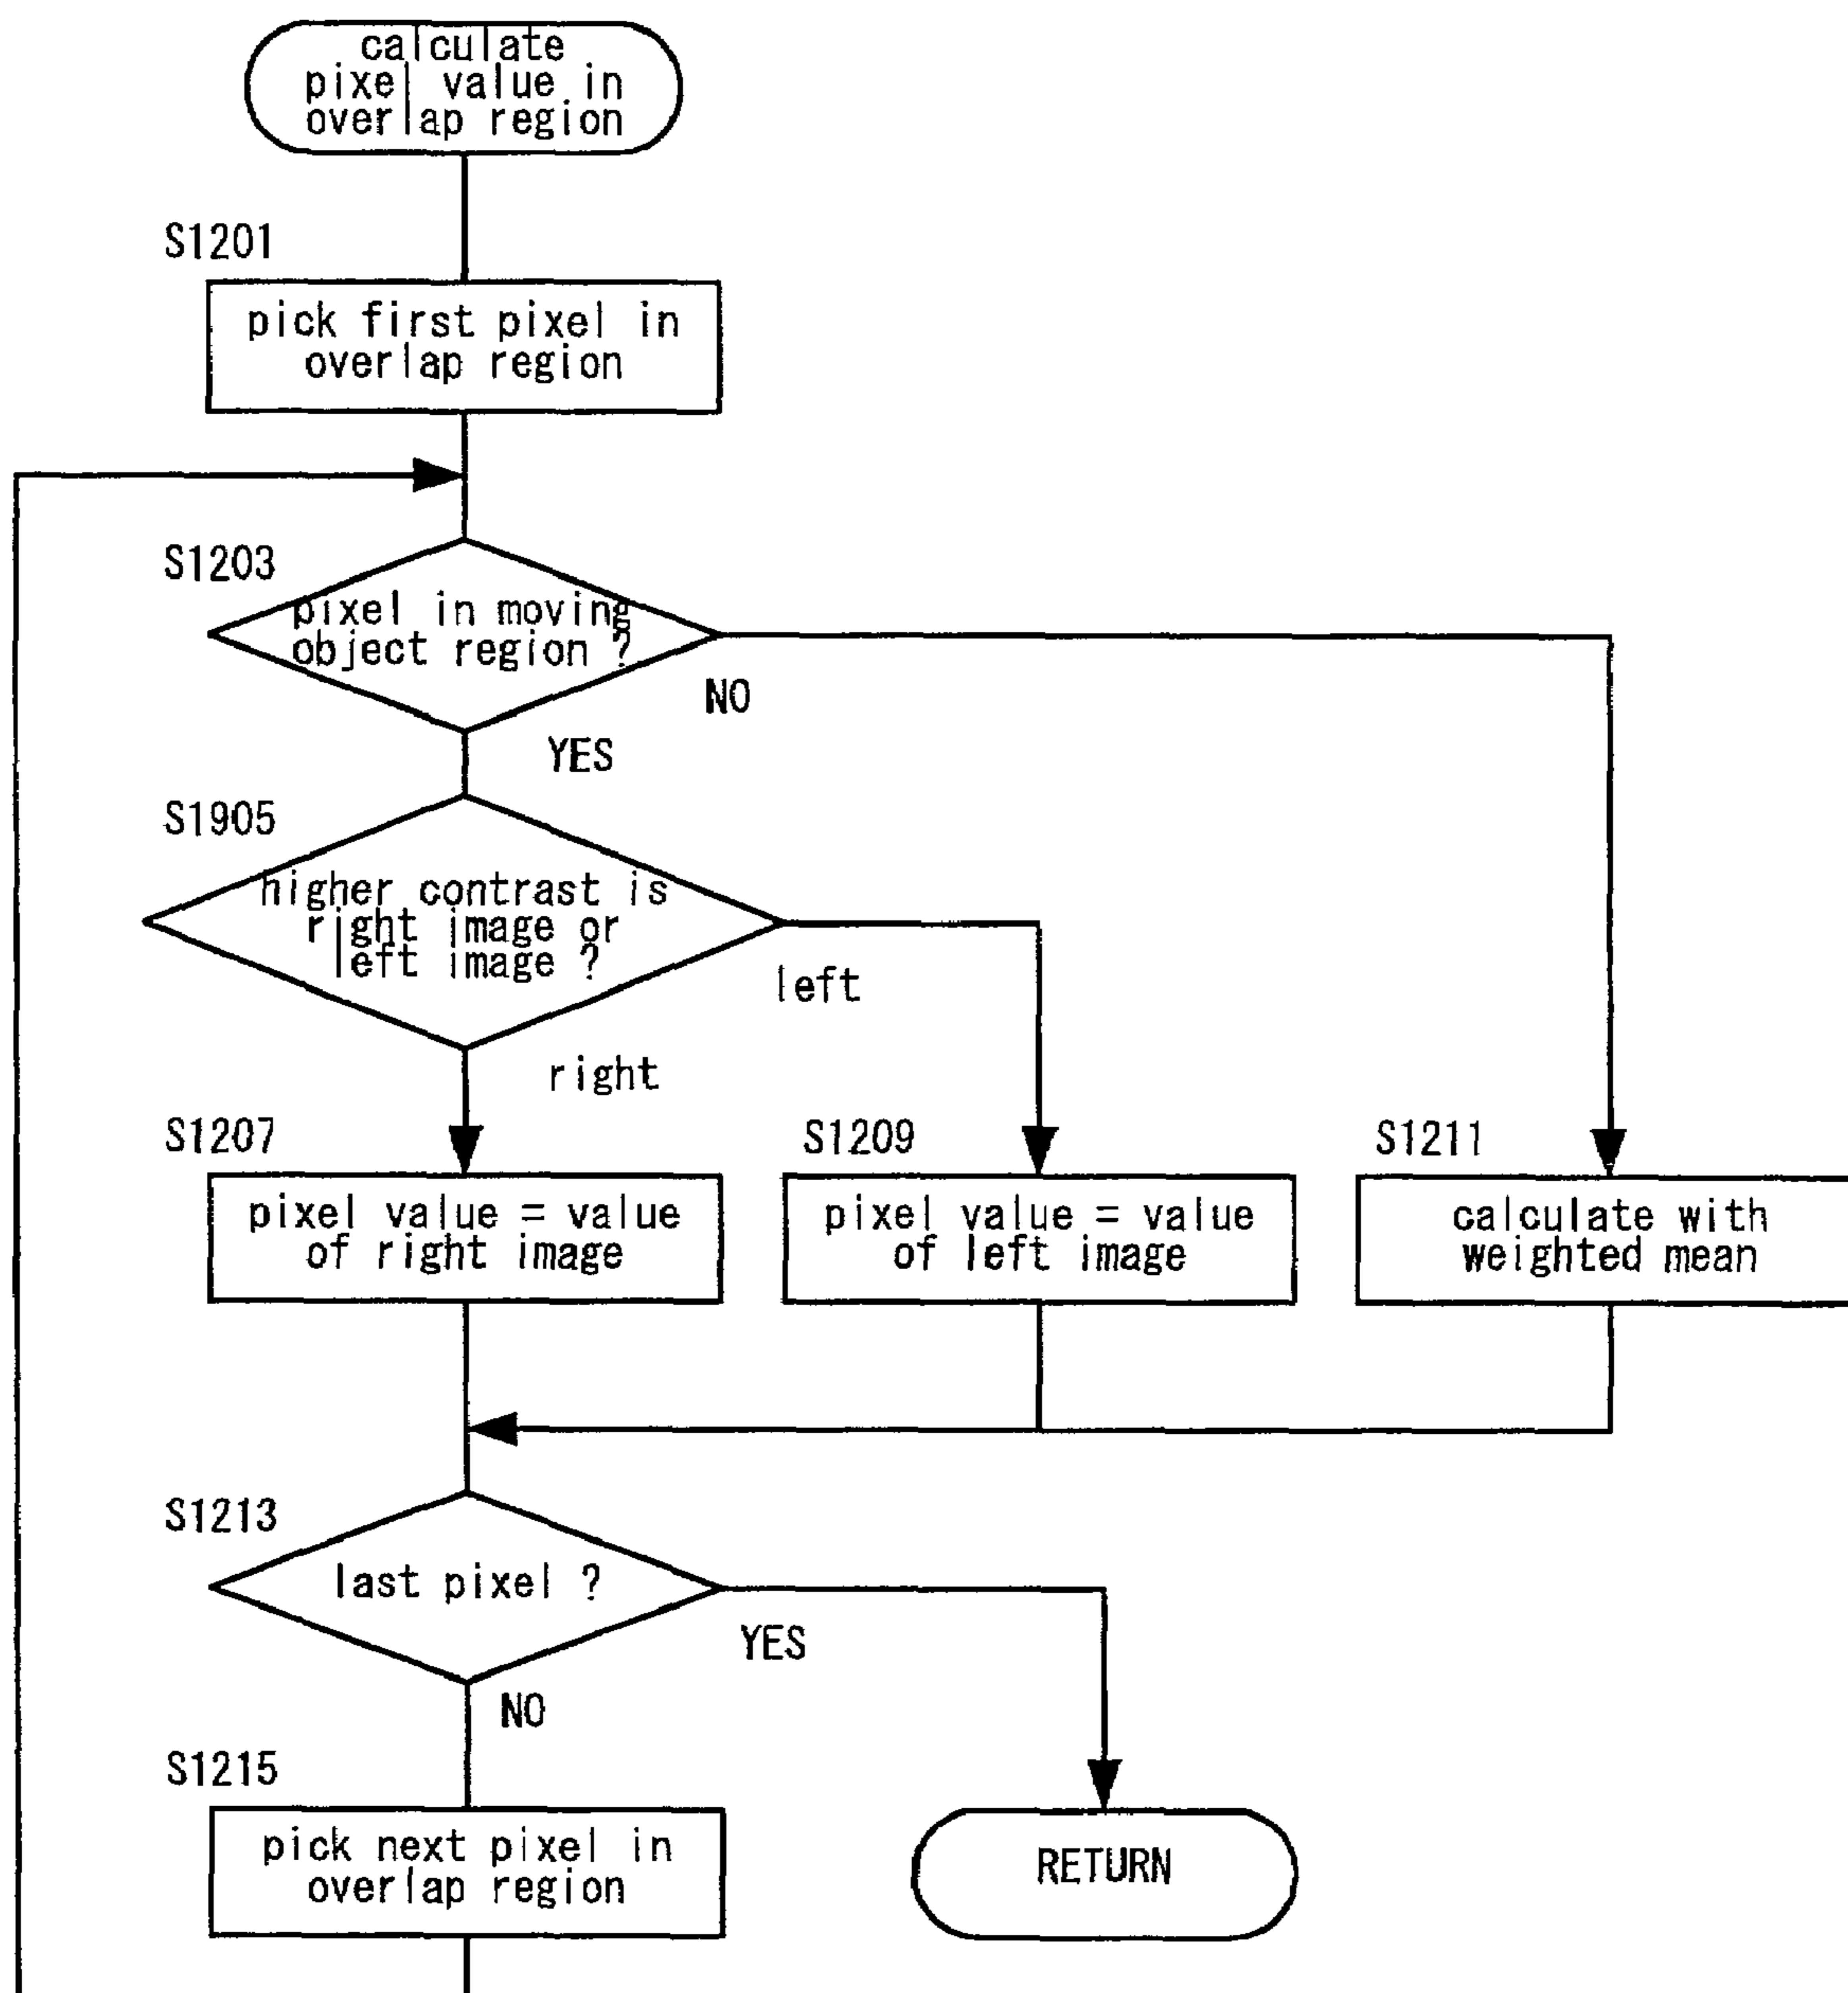 calculate
pixel value in
overlap region
S1201
pick first pixel in
overlap region
S1203
pixel in moving
object region ?
NO
YES
S1905
higher contrast is
right image or
left image ?
left
right
S1207
pixel value = value
of right image
S1209
pixel value = value
of left image
S1211
calculate with
weighted mean
S1213
last pixel ?
YES
NO
S1215
pick next pixel in
overlap region
RETURN